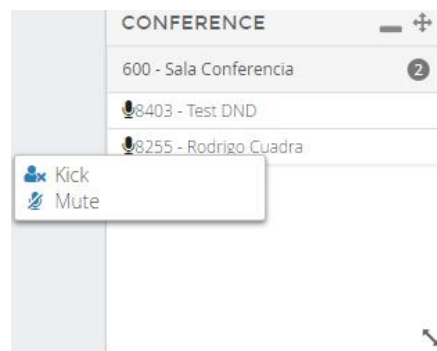 CONFERENCE
600 - Sala Conferencia 2
8403 - Test DND
8255 - Rodrigo Cuadra
Kick
Mute